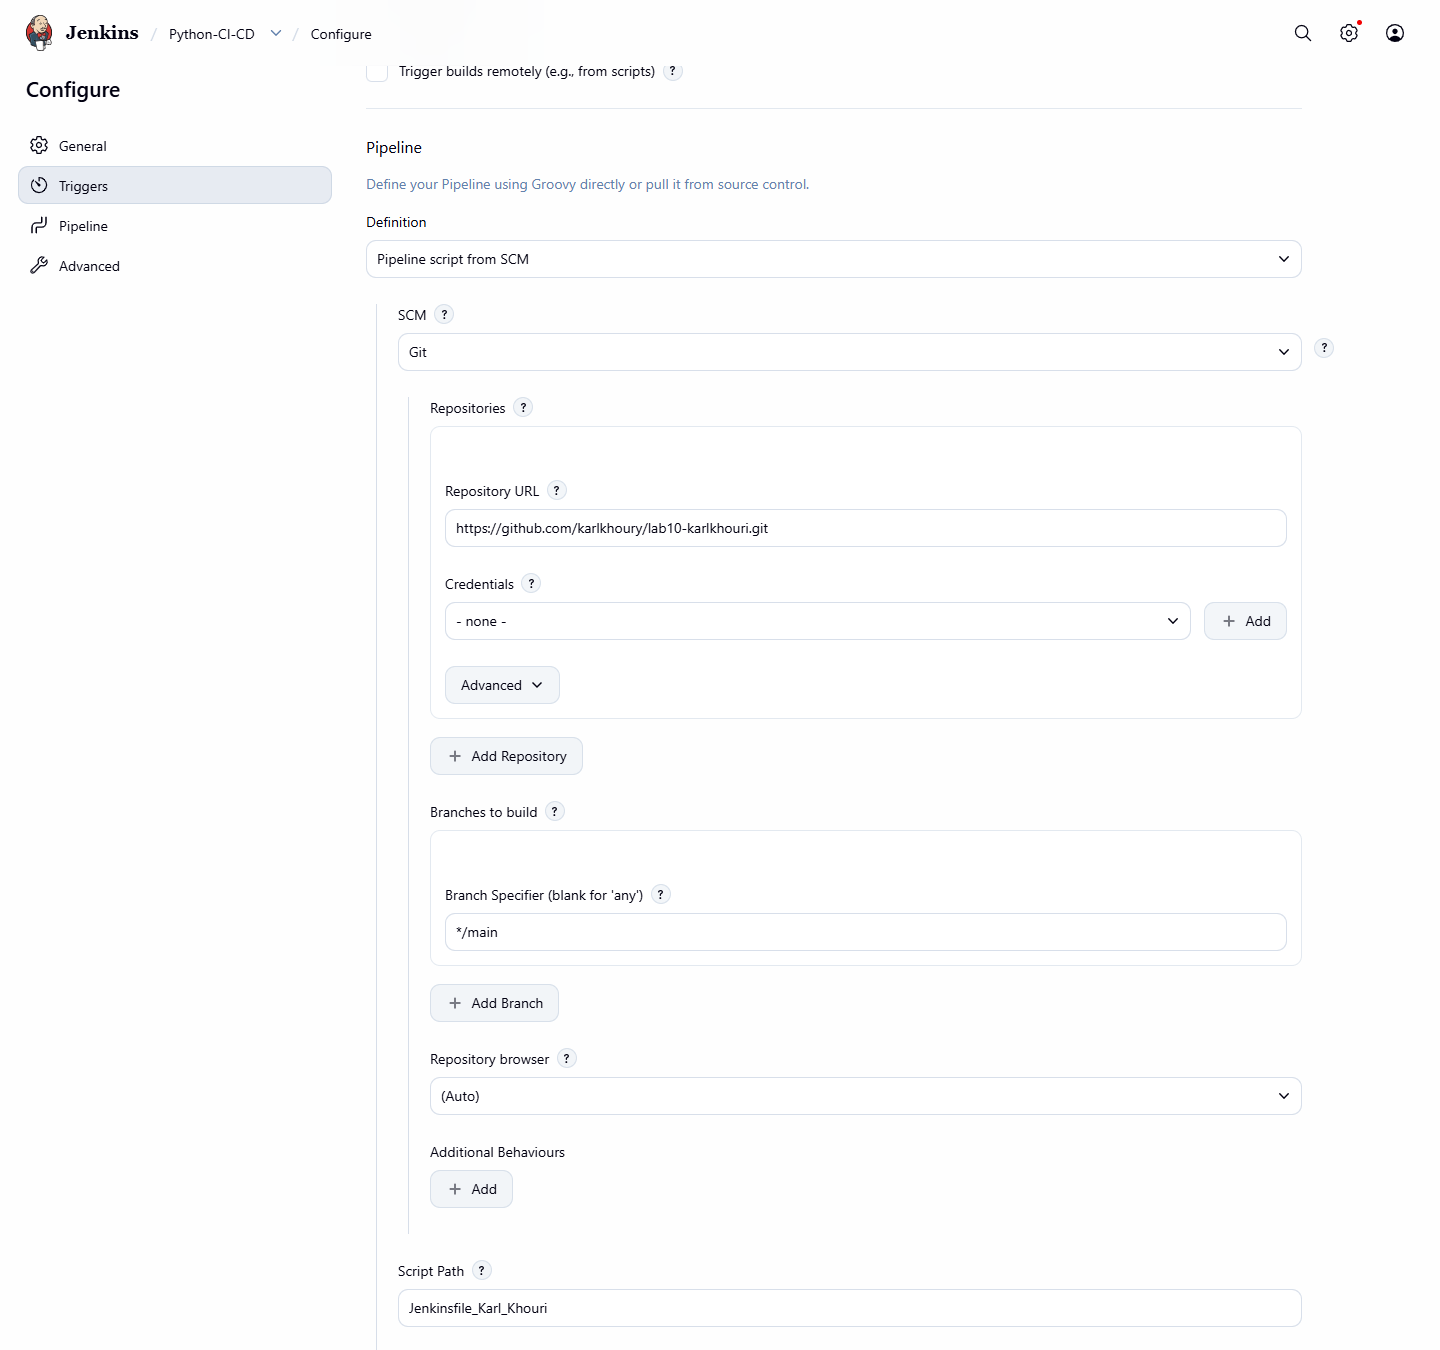 Jenkins / Python-CI-CD / Configure
Configure
General
Triggers
Pipeline
Advanced
Trigger builds remotely (e.g., from scripts) ?
Pipeline
Define your Pipeline using Groovy directly or pull it from source control.
Definition
Pipeline script from SCM
SCM ?
Git
?
Repositories ?
Repository URL ?
https://github.com/karlkhoury/lab10-karlkhouri.git
Credentials ?
- none -
+ Add
Advanced
+ Add Repository
Branches to build ?
Branch Specifier (blank for 'any') ?
*/main
+ Add Branch
Repository browser ?
(Auto)
Additional Behaviours
+ Add
Script Path ?
Jenkinsfile_Karl_Khouri